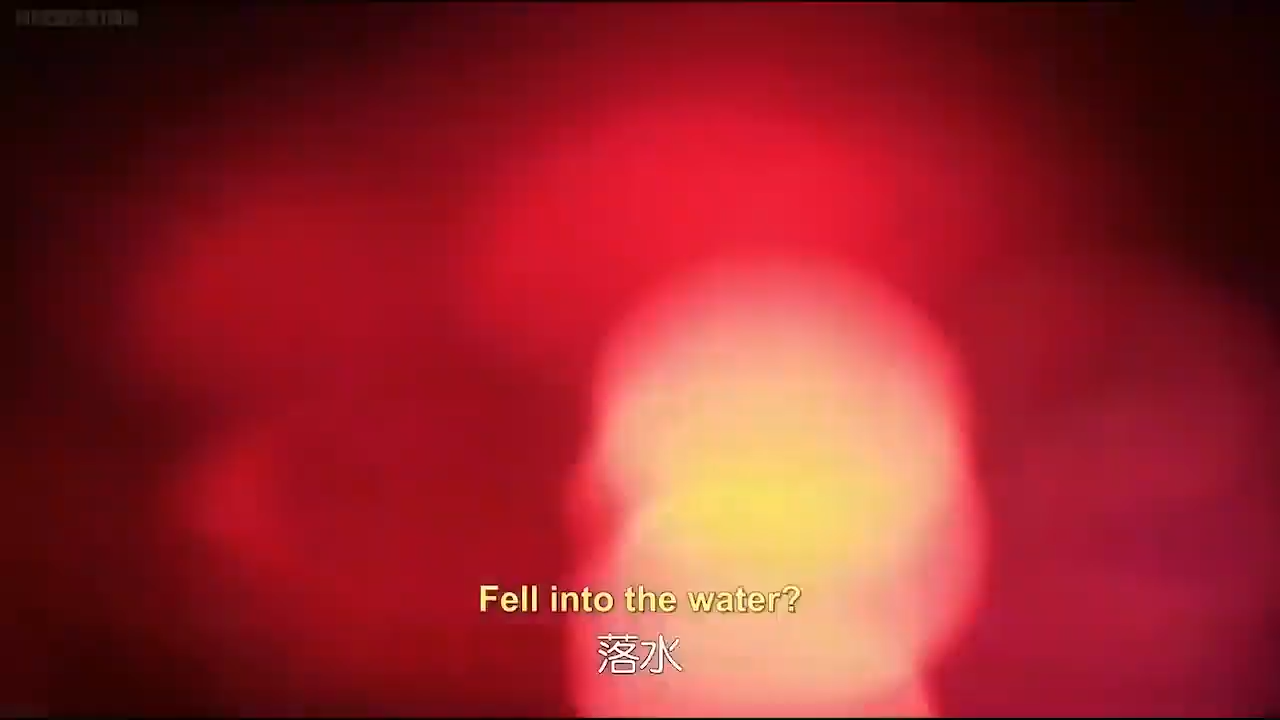 Fell into the water?
落水